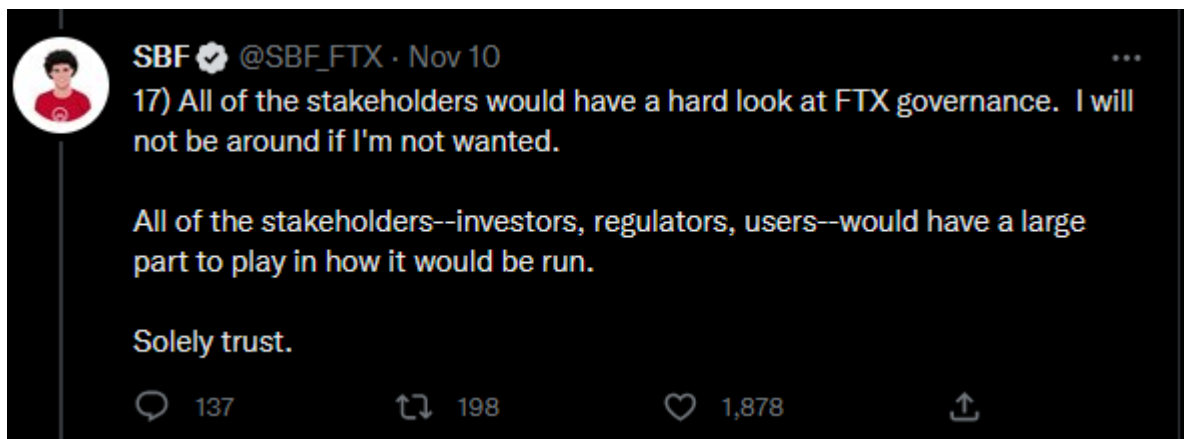 SBF @SBF_FTX · Nov 10
17) All of the stakeholders would have a hard look at FTX governance.  I will
not be around if I'm not wanted.
All of the stakeholders--investors, regulators, users--would have a large
part to play in how it would be run.
Solely trust.
137 198 1,878